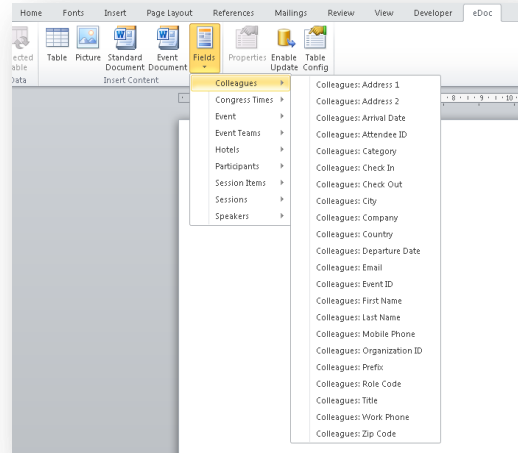 Home Fonts Insert Page Layout References Mailings Review View Developer eDoc
ected Table Picture Standard Event Fields Properties Enable Table
able Document Document Update Config
Data Insert Content
Colleagues
Congress Times
Event
Event Teams
Hotels
Participants
Session Items
Sessions
Speakers
Colleagues: Address 1
Colleagues: Address 2
Colleagues: Arrival Date
Colleagues: Attendee ID
Colleagues: Category
Colleagues: Check In
Colleagues: Check Out
Colleagues: City
Colleagues: Company
Colleagues: Country
Colleagues: Departure Date
Colleagues: Email
Colleagues: Event ID
Colleagues: First Name
Colleagues: Last Name
Colleagues: Mobile Phone
Colleagues: Organization ID
Colleagues: Prefix
Colleagues: Role Code
Colleagues: Title
Colleagues: Work Phone
Colleagues: Zip Code
8 9 10